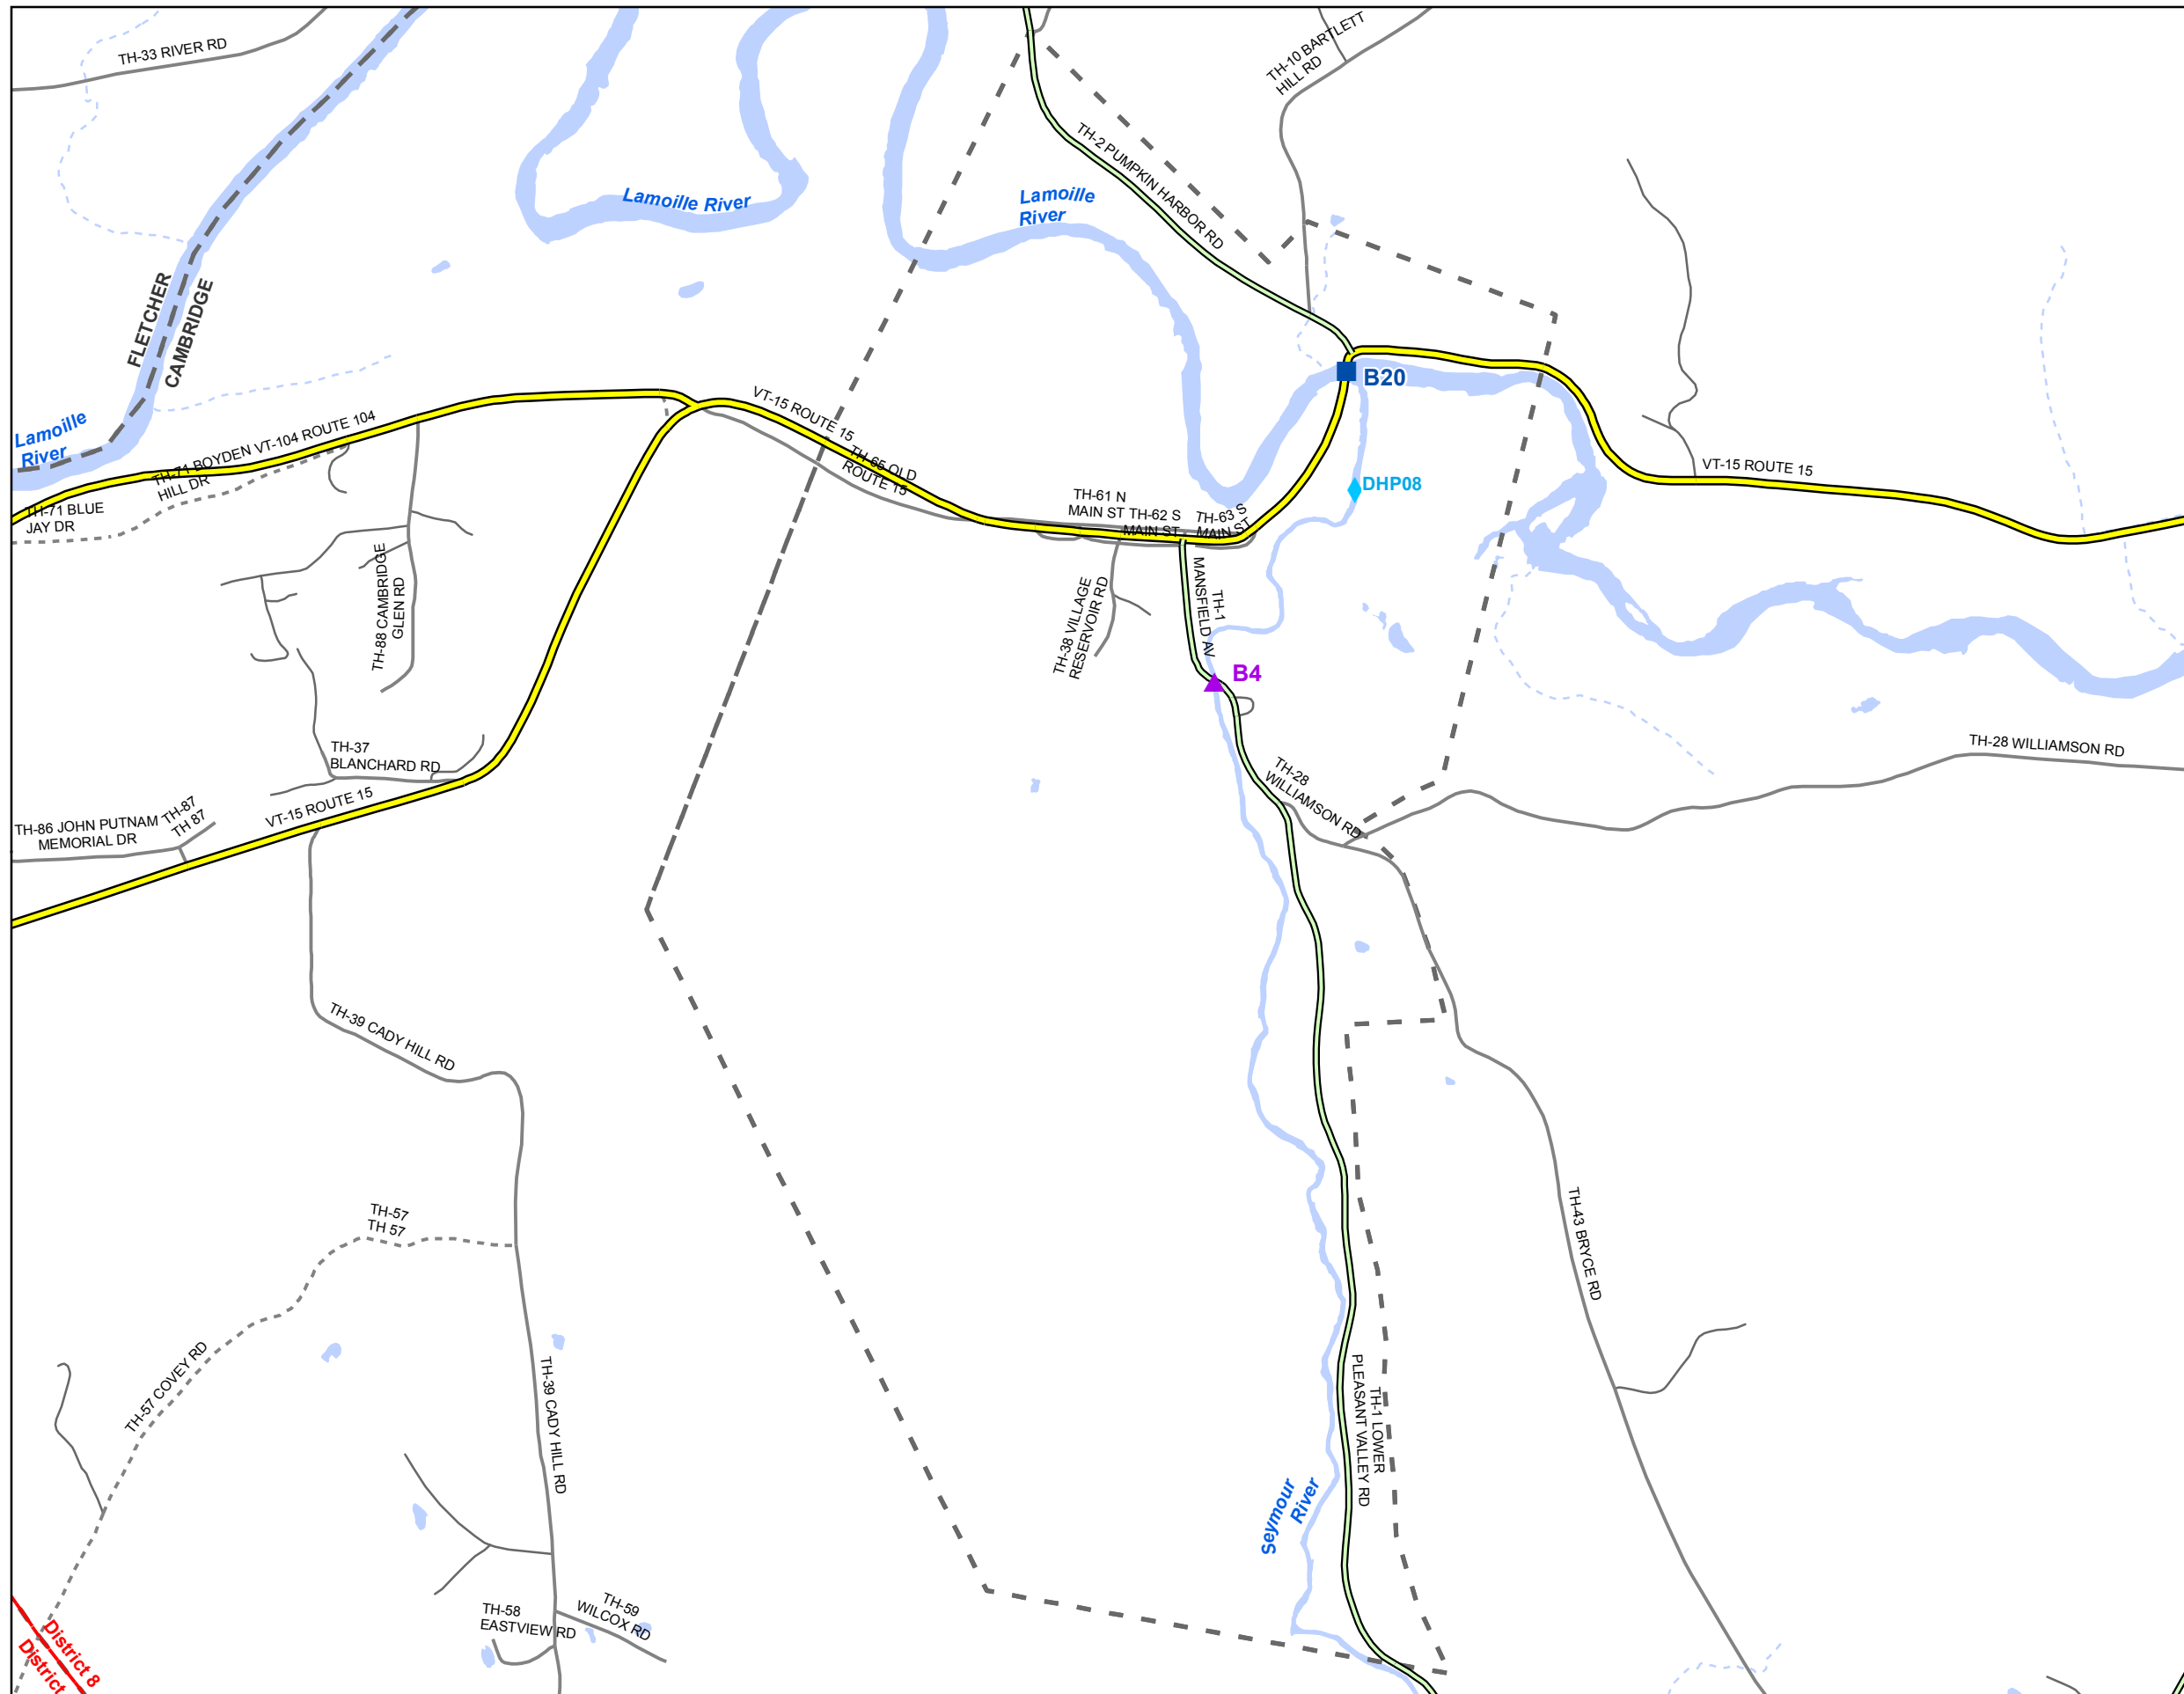 TH-33 RIVER RD
TH-10 BARTLETT
HILL RD
TH-2 PUMPKIN HARBOR RD
Lamoille River
Lamoille
River
FLETCHER
CAMBRIDGE
B20
Lamoille
River
TH-71 BOYDEN VT-104 ROUTE 104
HILL DR
TH-71 BLUE
JAY DR
VT-15 ROUTE 15
TH-65 OLD
ROUTE 15
VT-15 ROUTE 15
DHP08
TH-61 N
MAIN ST
TH-62 S
MAIN ST
TH-63 S
MAIN ST
TH-88 CAMBRIDGE
GLEN RD
TH-38 VILLAGE
RESERVOIR RD
TH-1
MANSFIELD AV
B4
TH-37
BLANCHARD RD
TH-28 WILLIAMSON RD
TH-28
WILLIAMSON RD
VT-15 ROUTE 15
TH-86 JOHN PUTNAM
MEMORIAL DR
TH-87
TH 87
TH-39 CADY HILL RD
TH-57
TH 57
TH-43 BRYCE RD
TH-57 COVEY RD
TH-39 CADY HILL RD
TH-1 LOWER
PLEASANT VALLEY RD
Seymour
River
TH-58
EASTVIEW RD
TH-59
WILCOX RD
District 8
District